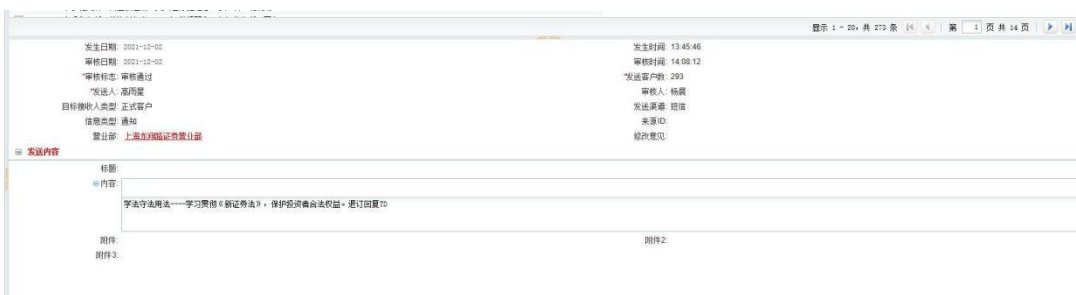 显示 1 - 20，共 273 条 第 1 页 共 14 页
发生日期: 2021-12-02 发生时间: 13:45:46
审核日期: 2021-12-02 审核时间: 14:08:12
*审核标志: 审核通过 *发送客户数: 293
*发送人: 高雨星 审核人: 杨晨
目标接收人类型: 正式客户 发送渠道: 短信
信息类型: 通知 来源ID:
营业部: 上海龙翔路证券营业部 修改意见:
发送内容
标题:
内容:
学法守法用法----学习贯彻《新证券法》，保护投资者合法权益。退订回复TD
附件: 附件2:
附件3: